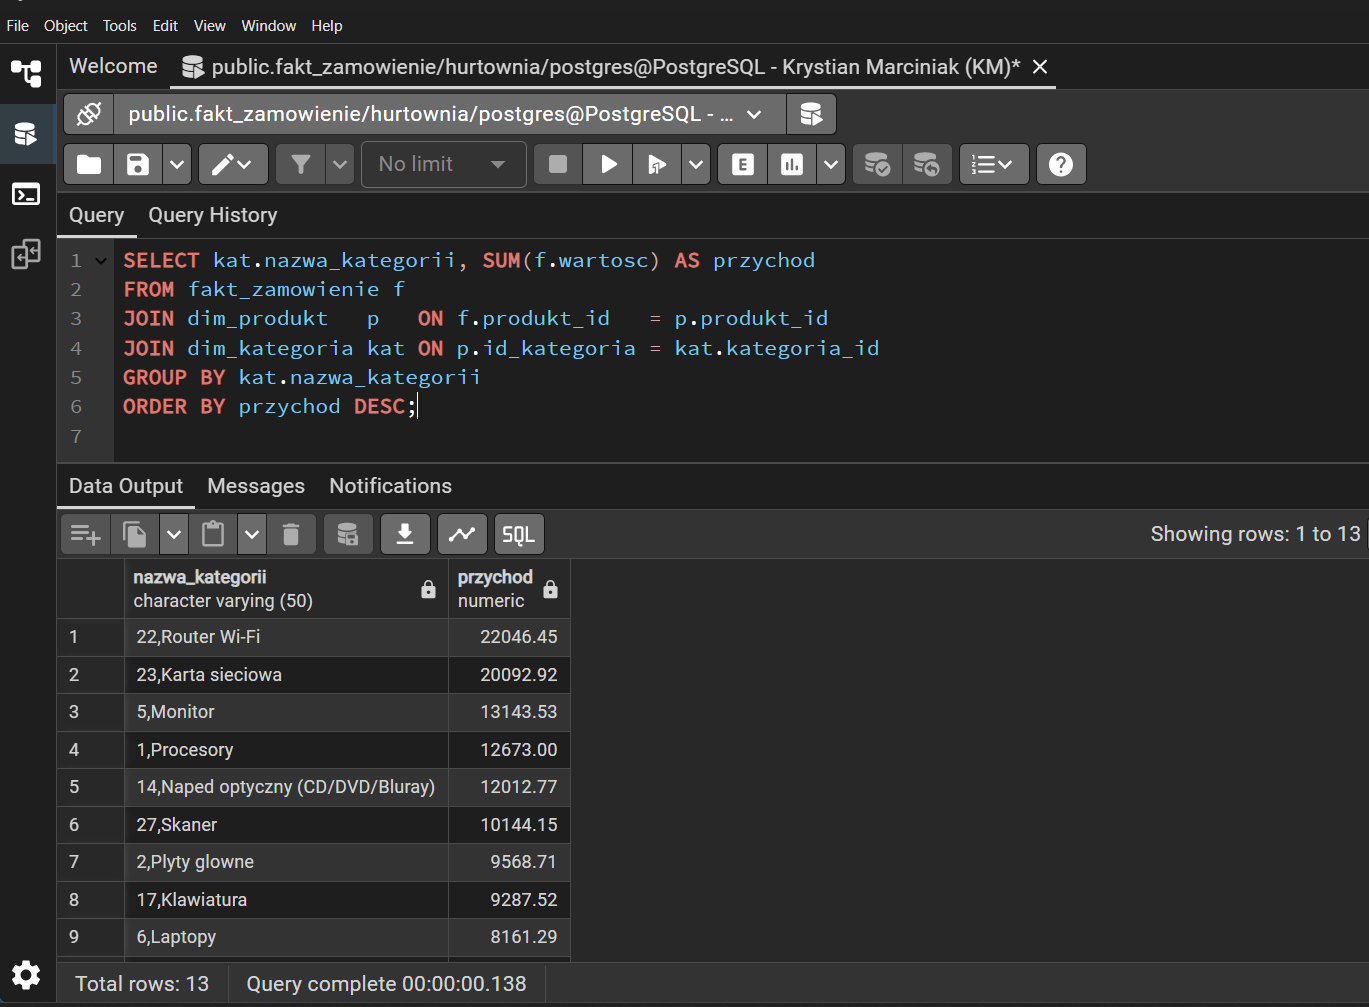 File Object Tools Edit View Window Help
Welcome public.fakt_zamowienie/hurtownia/postgres@PostgreSQL - Krystian Marciniak (KM)*
public.fakt_zamowienie/hurtownia/postgres@PostgreSQL - ...
No limit E
Query Query History
1 SELECT kat.nazwa_kategorii, SUM(f.wartosc) AS przychod
2 FROM fakt_zamowienie f
3 JOIN dim_produkt p ON f.produkt_id = p.produkt_id
4 JOIN dim_kategoria kat ON p.id_kategoria = kat.kategoria_id
5 GROUP BY kat.nazwa_kategorii
6 ORDER BY przychod DESC;
7
Data Output Messages Notifications
SQL Showing rows: 1 to 13
nazwa_kategorii przychod
character varying (50) numeric
1 22,Router Wi-Fi 22046.45
2 23,Karta sieciowa 20092.92
3 5,Monitor 13143.53
4 1,Procesory 12673.00
5 14,Naped optyczny (CD/DVD/Bluray) 12012.77
6 27,Skaner 10144.15
7 2,Plyty glowne 9568.71
8 17,Klawiatura 9287.52
9 6,Laptopy 8161.29
Total rows: 13 Query complete 00:00:00.138